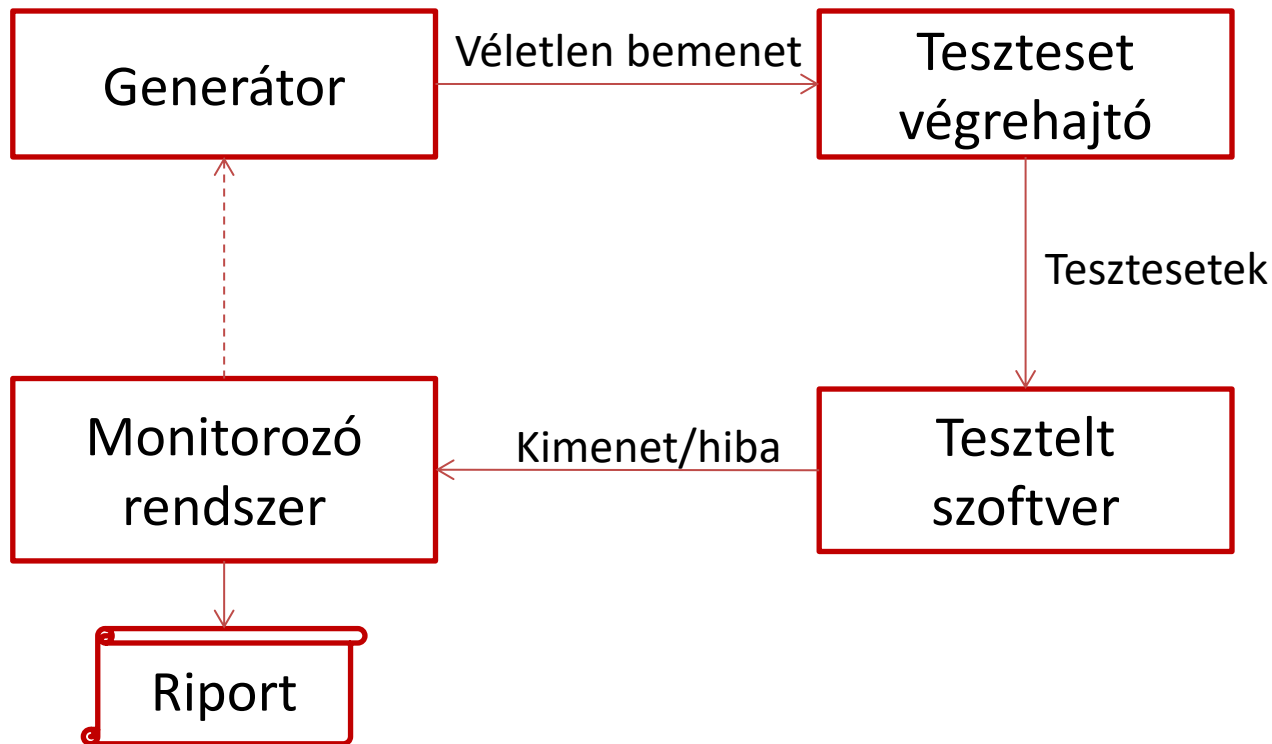 Generátor
Véletlen bemenet
Teszteset
végrehajtó
Tesztesetek
Monitorozó
rendszer
Kimenet/hiba
Tesztelt
szoftver
Riport